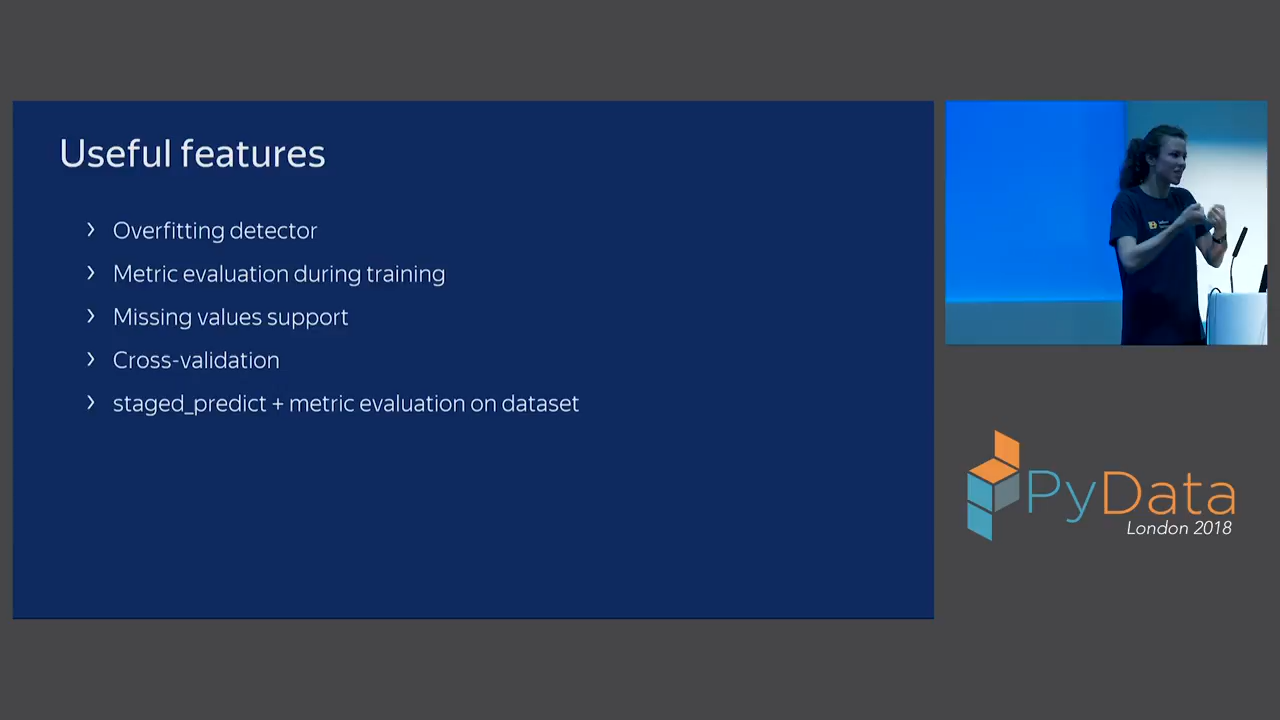 Useful features
› Overfitting detector
› Metric evaluation during training
› Missing values support
› Cross-validation
› staged_predict + metric evaluation on dataset
PyData
London 2018